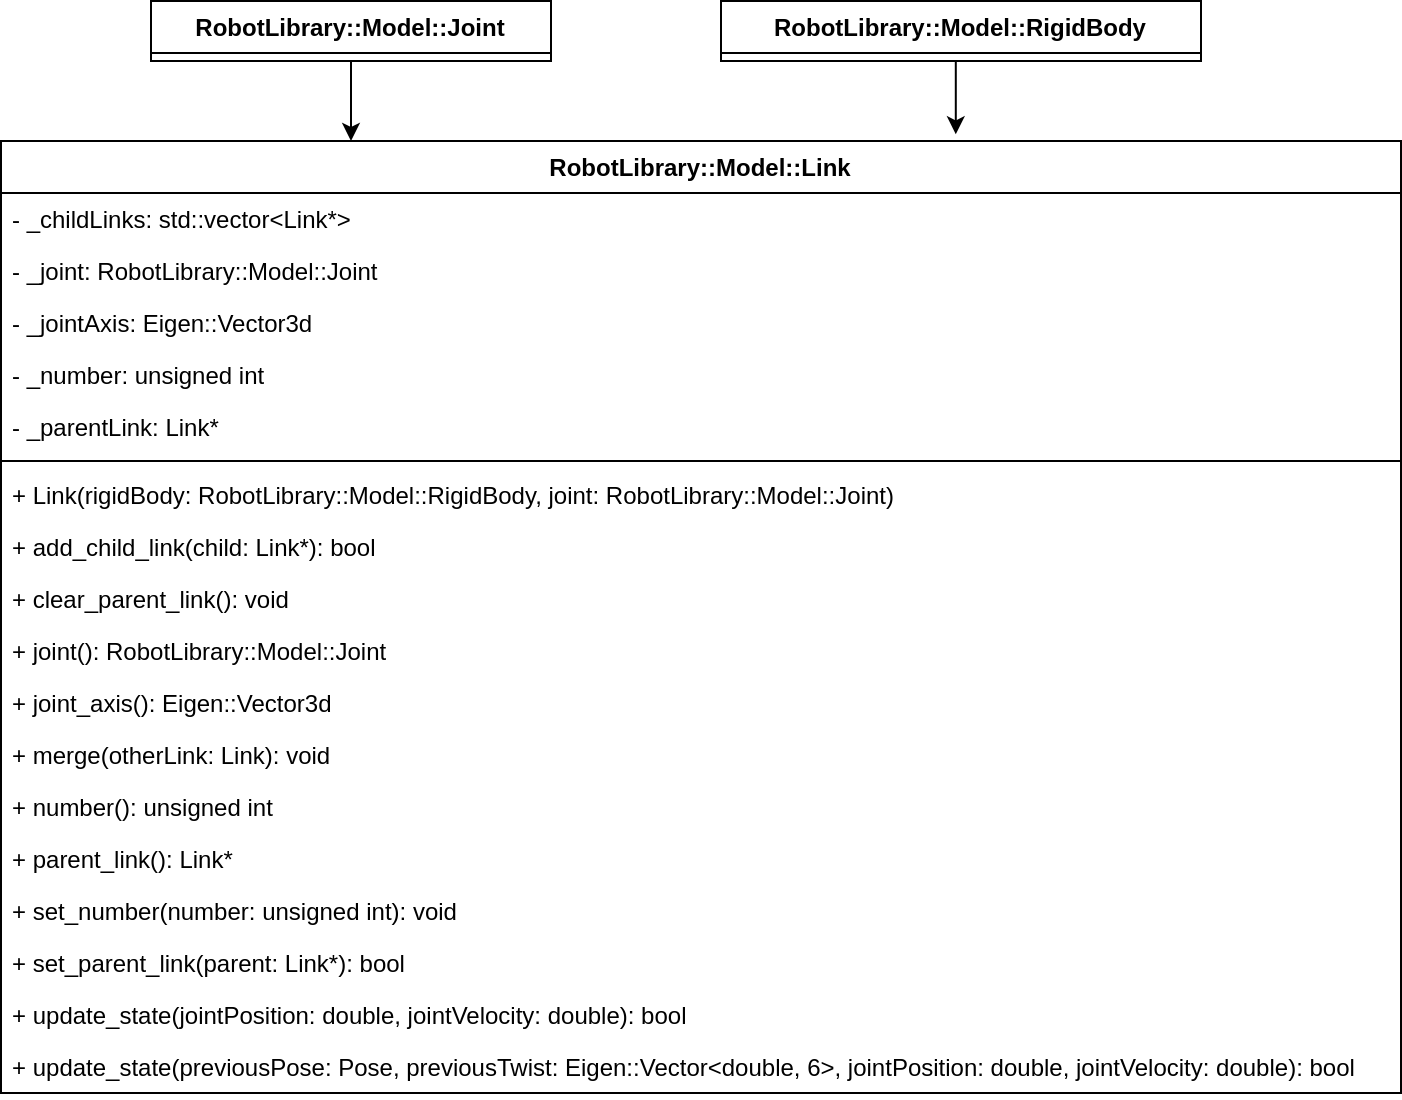 RobotLibrary::Model::Joint
RobotLibrary::Model::RigidBody
RobotLibrary::Model::Link
- _childLinks: std::vector<Link*>
- _joint: RobotLibrary::Model::Joint
- _jointAxis: Eigen::Vector3d
- _number: unsigned int
- _parentLink: Link*
+ Link(rigidBody: RobotLibrary::Model::RigidBody, joint: RobotLibrary::Model::Joint)
+ add_child_link(child: Link*): bool
+ clear_parent_link(): void
+ joint(): RobotLibrary::Model::Joint
+ joint_axis(): Eigen::Vector3d
+ merge(otherLink: Link): void
+ number(): unsigned int
+ parent_link(): Link*
+ set_number(number: unsigned int): void
+ set_parent_link(parent: Link*): bool
+ update_state(jointPosition: double, jointVelocity: double): bool
+ update_state(previousPose: Pose, previousTwist: Eigen::Vector<double, 6>, jointPosition: double, jointVelocity: double): bool